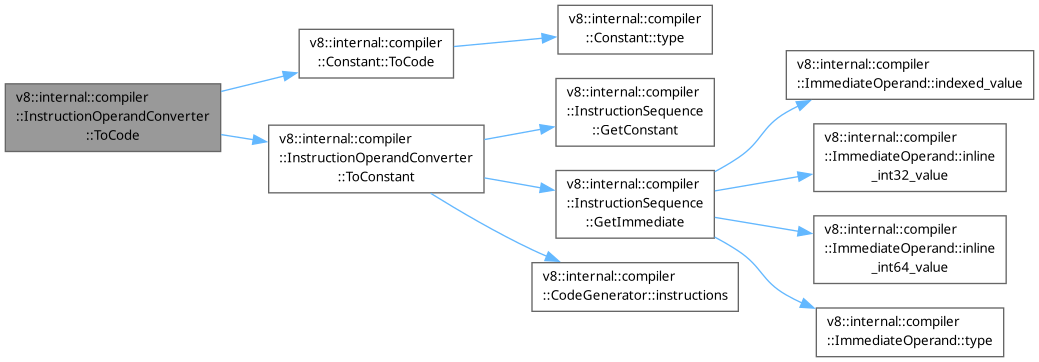 v8::internal::compiler
::InstructionOperandConverter
::ToCode
v8::internal::compiler
::Constant::ToCode
v8::internal::compiler
::Constant::type
v8::internal::compiler
::InstructionOperandConverter
::ToConstant
v8::internal::compiler
::InstructionSequence
::GetConstant
v8::internal::compiler
::InstructionSequence
::GetImmediate
v8::internal::compiler
::CodeGenerator::instructions
v8::internal::compiler
::ImmediateOperand::indexed_value
v8::internal::compiler
::ImmediateOperand::inline
_int32_value
v8::internal::compiler
::ImmediateOperand::inline
_int64_value
v8::internal::compiler
::ImmediateOperand::type